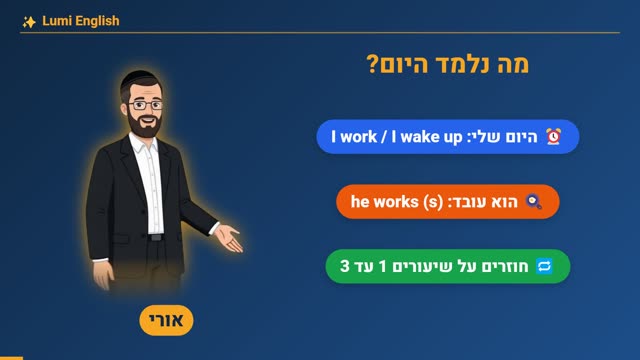 Lumi English
מה נלמד היום?
היום שלי: I work / I wake up
הוא עובד: he works (s)
חוזרים על שיעורים 1 עד 3
אורי